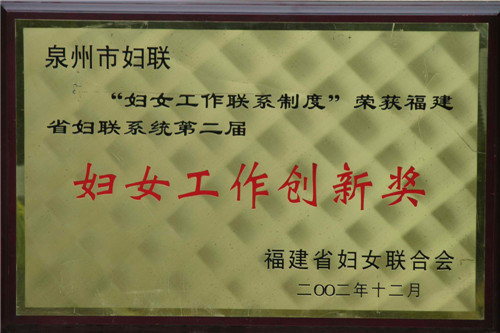 泉州市妇联
“妇女工作联系制度”荣获福建
省妇联系统第二届
妇女工作创新奖
福建省妇女联合会
二〇〇二年十二月